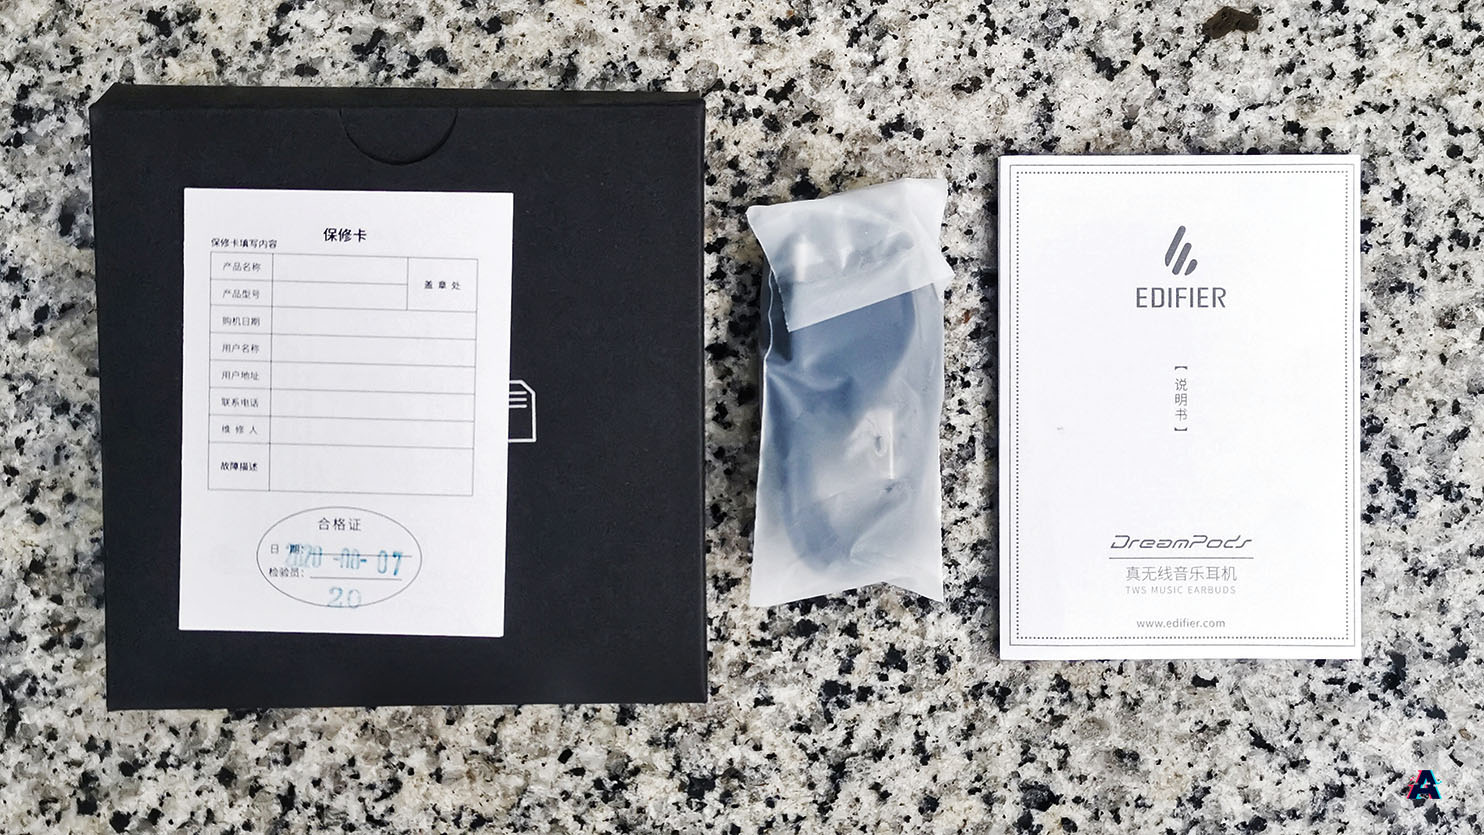 保修卡
保修卡填写内容
产品名称
盖章处
产品型号
购机日期
用户名称
用户地址
联系电话
维修人
故障描述
合格证
日期:
检验员:
20
EDIFIER
【说明书】
DreamPods
真无线音乐耳机
TWS MUSIC EARBUDS
www.edifier.com
A